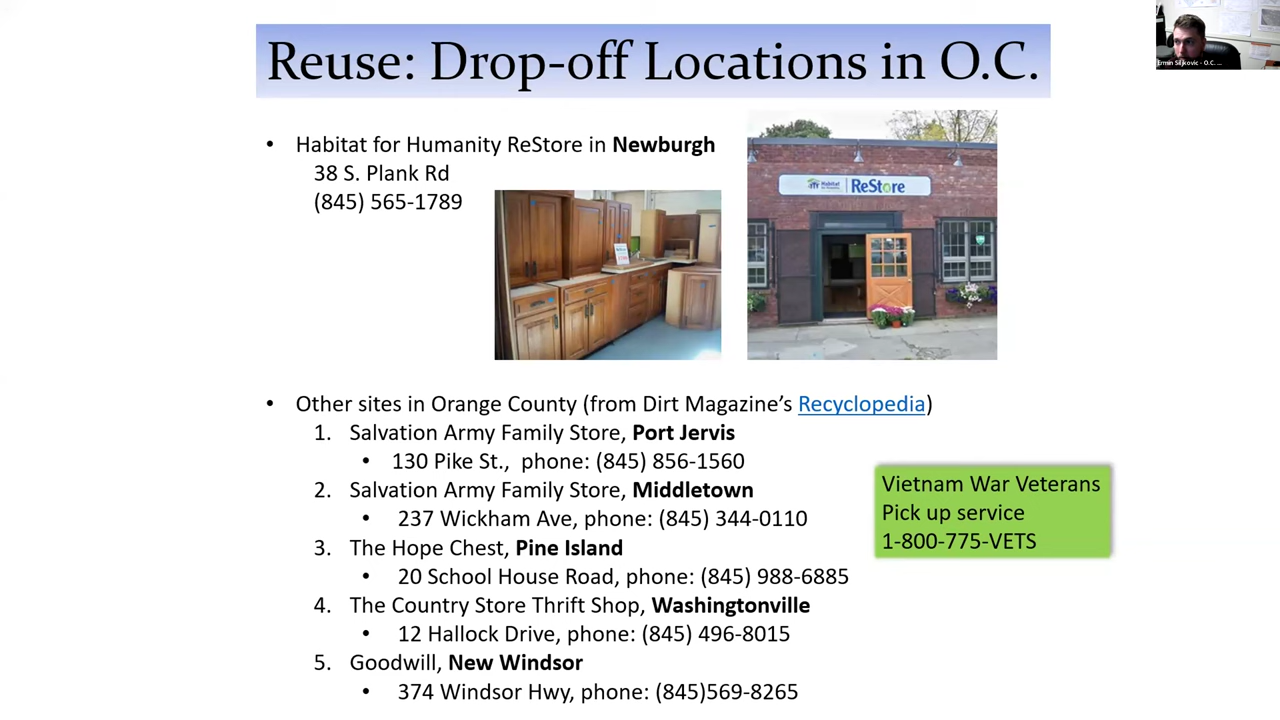 Reuse: Drop-off Locations in O.C.
Ermin Siljkovic - O.C. ...
• Habitat for Humanity ReStore in Newburgh
38 S. Plank Rd
(845) 565-1789
Habitat
ReStore
• Other sites in Orange County (from Dirt Magazine’s Recyclopedia)
1. Salvation Army Family Store, Port Jervis
• 130 Pike St., phone: (845) 856-1560
2. Salvation Army Family Store, Middletown
• 237 Wickham Ave, phone: (845) 344-0110
3. The Hope Chest, Pine Island
• 20 School House Road, phone: (845) 988-6885
4. The Country Store Thrift Shop, Washingtonville
• 12 Hallock Drive, phone: (845) 496-8015
5. Goodwill, New Windsor
• 374 Windsor Hwy, phone: (845)569-8265
Vietnam War Veterans
Pick up service
1-800-775-VETS